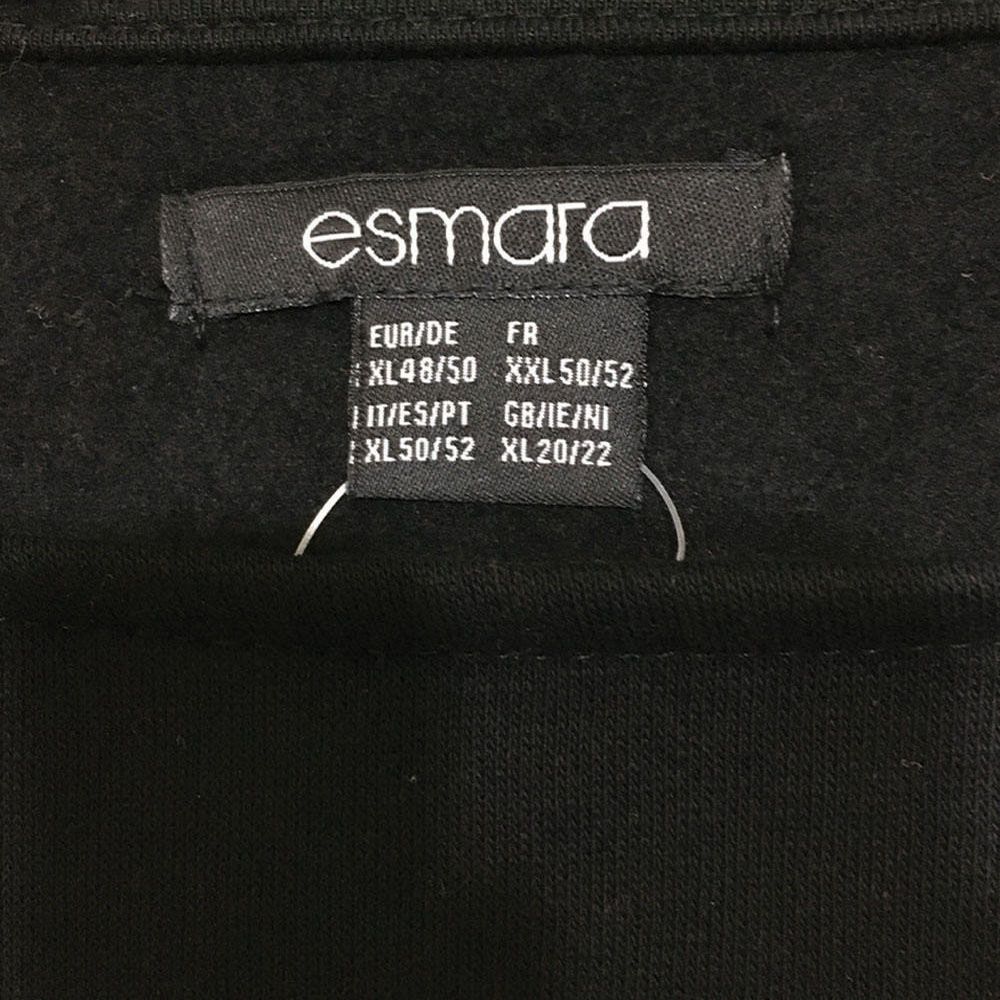 esmara
EUR/DE FR
XL48/50 XXL50/52
IT/ES/PT GB/IE/NI
XL50/52 XL20/22